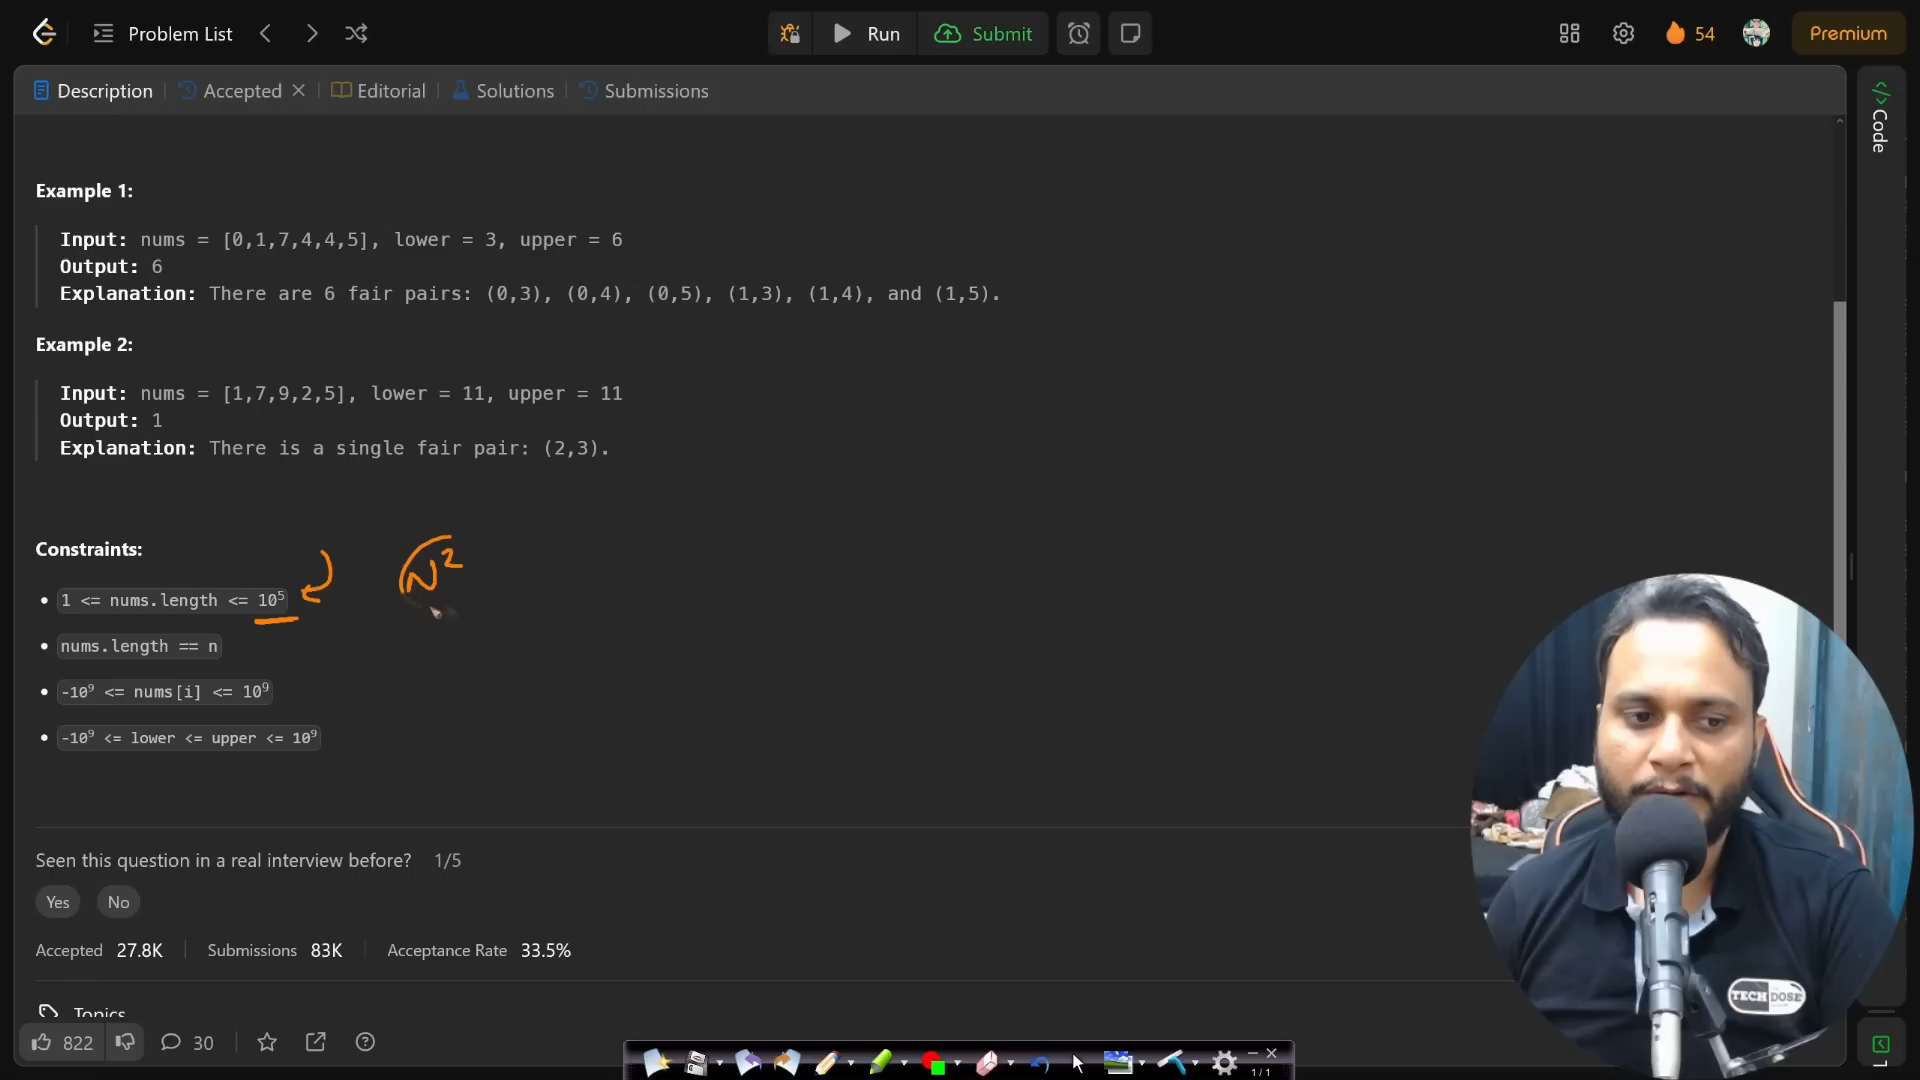 Problem List
Run
Submit
54
Premium
Description
Accepted
Editorial
Solutions
Submissions
Code
Example 1:
Input: nums = [0,1,7,4,4,5], lower = 3, upper = 6
Output: 6
Explanation: There are 6 fair pairs: (0,3), (0,4), (0,5), (1,3), (1,4), and (1,5).
Example 2:
Input: nums = [1,7,9,2,5], lower = 11, upper = 11
Output: 1
Explanation: There is a single fair pair: (2,3).
Constraints:
N²
1 <= nums.length <= 10⁵
nums.length == n
-10⁹ <= nums[i] <= 10⁹
-10⁹ <= lower <= upper <= 10⁹
Seen this question in a real interview before? 1/5
Yes No
Accepted 27.8K Submissions 83K Acceptance Rate 33.5%
Topics
822
30
1/1
TECH DOSE